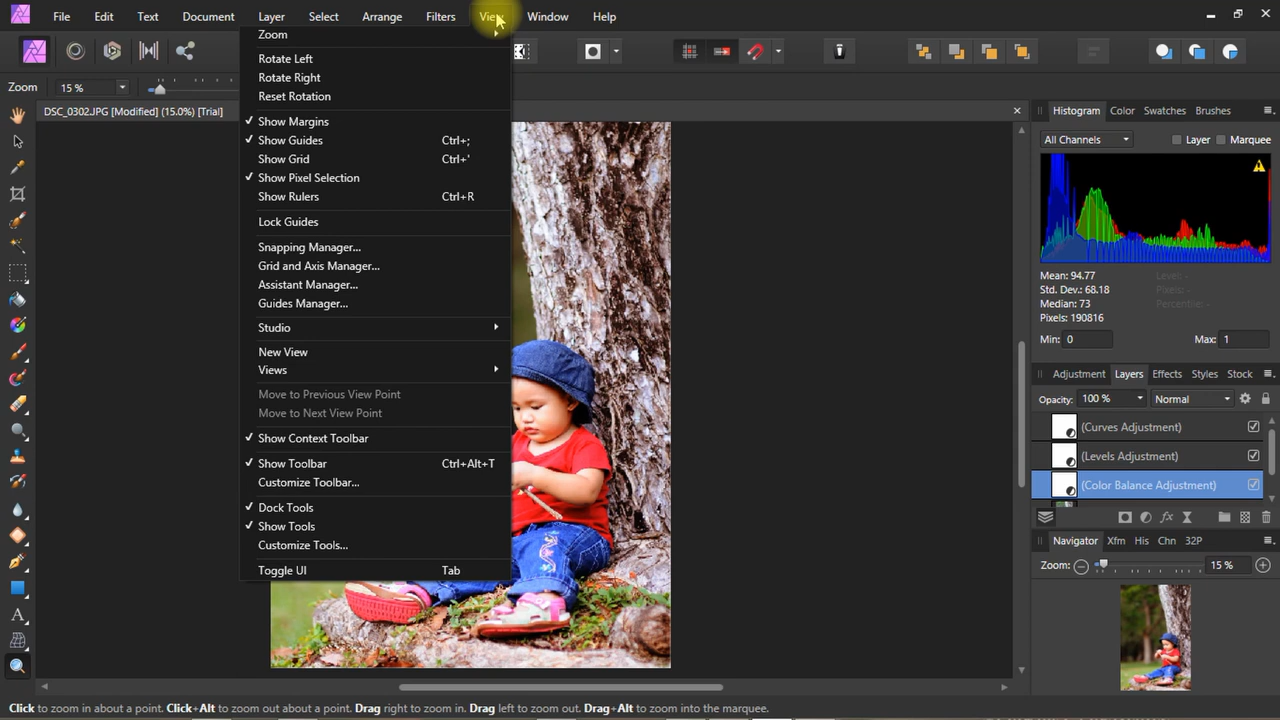 File Edit Text Document Layer Select Arrange Filters View Window Help
Zoom 15 %
DSC_0302.JPG [Modified] (15.0%) [Trial]
Zoom
Rotate Left
Rotate Right
Reset Rotation
Show Margins
Show Guides Ctrl+;
Show Grid Ctrl+'
Show Pixel Selection
Show Rulers Ctrl+R
Lock Guides
Snapping Manager...
Grid and Axis Manager...
Assistant Manager...
Guides Manager...
Studio
New View
Views
Move to Previous View Point
Move to Next View Point
Show Context Toolbar
Show Toolbar Ctrl+Alt+T
Customize Toolbar...
Dock Tools
Show Tools
Customize Tools...
Toggle UI Tab
Histogram Color Swatches Brushes
All Channels Layer Marquee
Mean: 94.77 Level: -
Std. Dev.: 68.18 Pixels: -
Median: 73 Percentile: -
Pixels: 190816
Min: 0 Max: 1
Adjustment Layers Effects Styles Stock
Opacity: 100 % Normal
(Curves Adjustment)
(Levels Adjustment)
(Color Balance Adjustment)
Navigator Xfm His Chn 32P
Zoom: 15 %
Click to zoom in about a point. Click+Alt to zoom out about a point. Drag right to zoom in. Drag left to zoom out. Drag+Alt to zoom into the marquee.